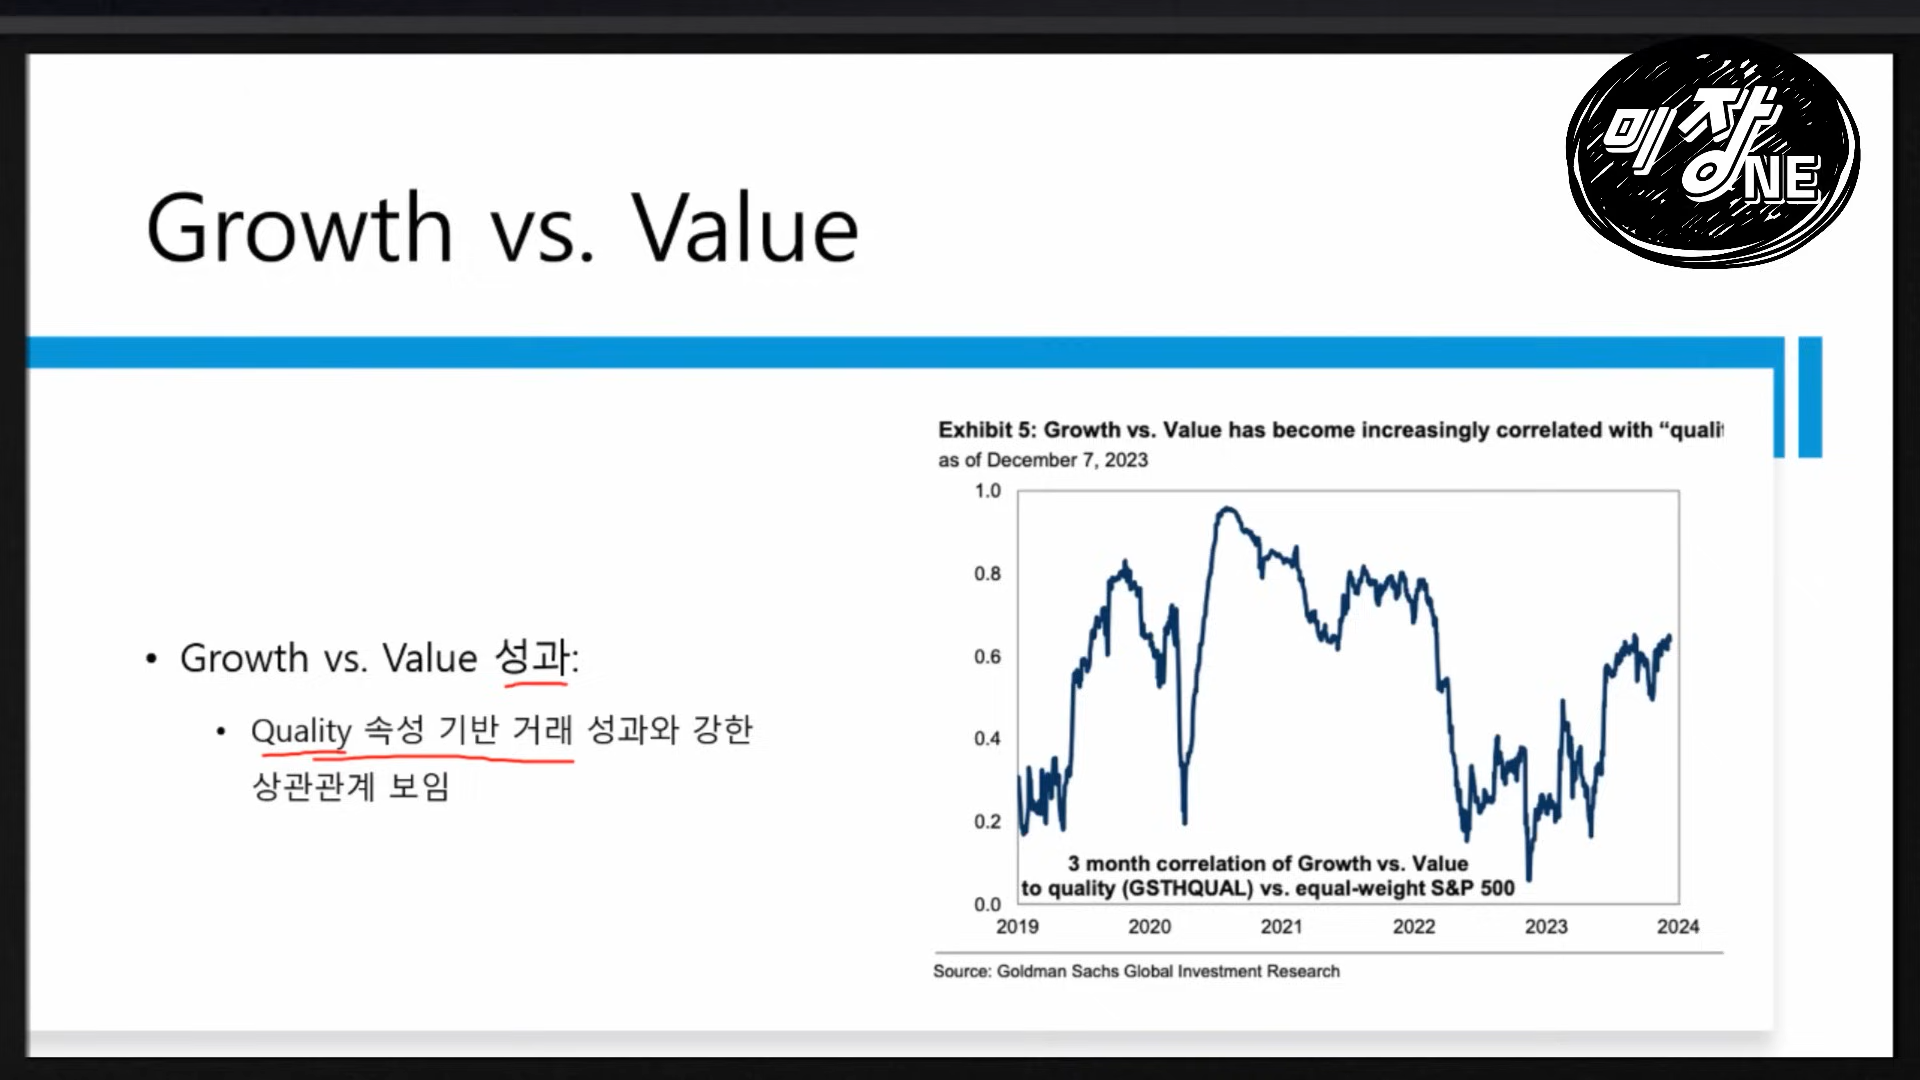 미장NE
Growth vs. Value
• Growth vs. Value 성과:
• Quality 속성 기반 거래 성과와 강한
상관관계 보임
Exhibit 5: Growth vs. Value has become increasingly correlated with “quali
as of December 7, 2023
1.0
0.8
0.6
0.4
0.2
0.0
3 month correlation of Growth vs. Value
to quality (GSTHQUAL) vs. equal-weight S&P 500
2019 2020 2021 2022 2023 2024
Source: Goldman Sachs Global Investment Research